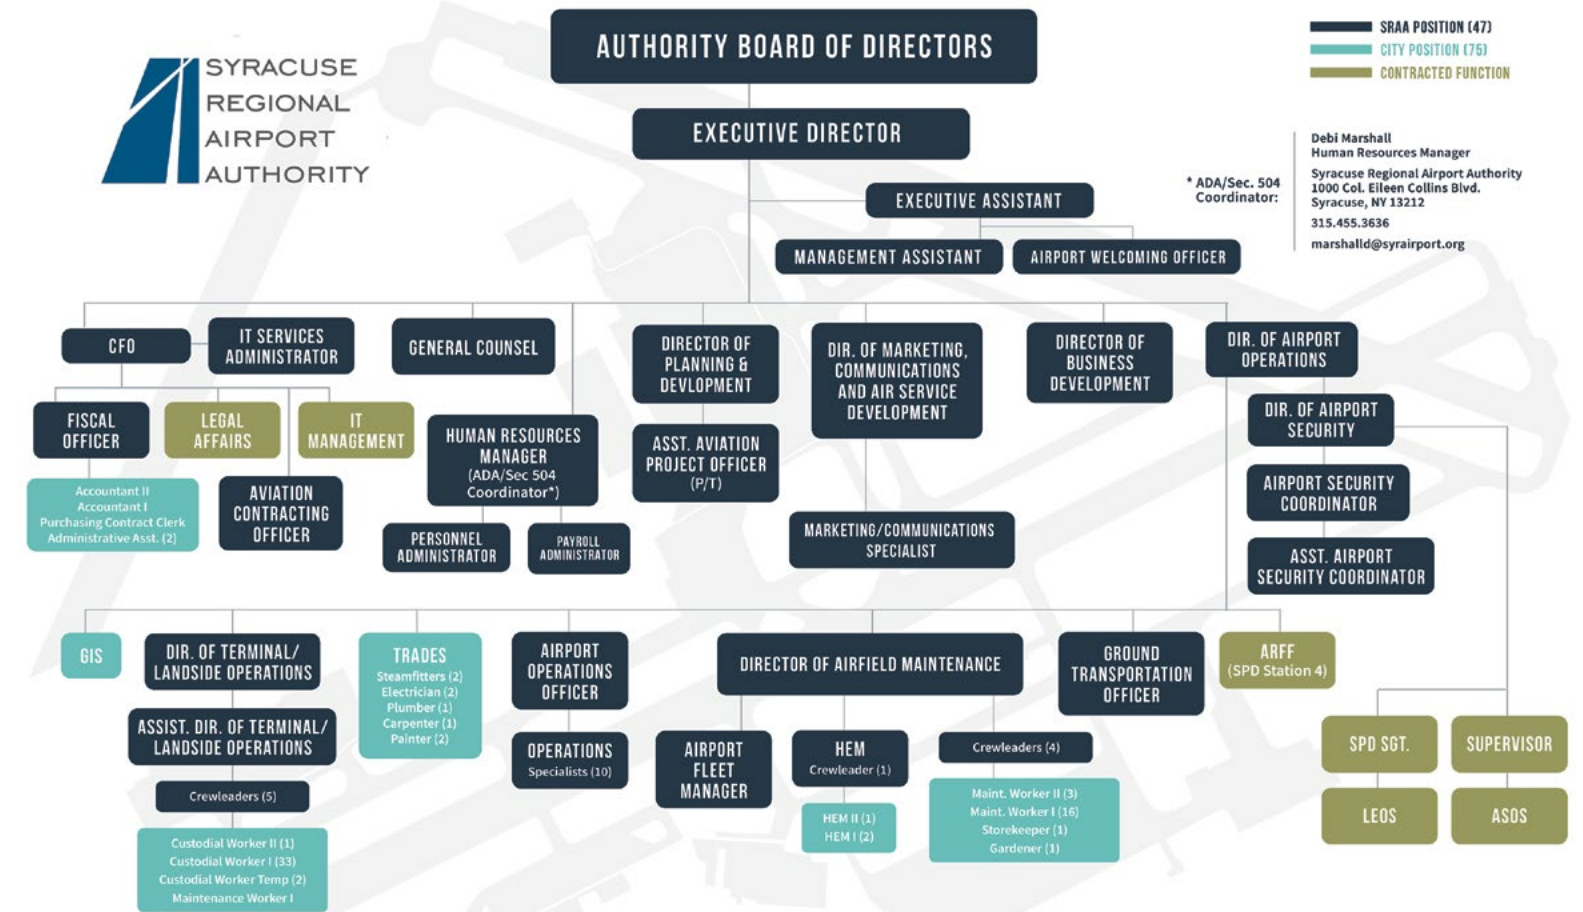 AUTHORITY BOARD OF DIRECTORS
SRAA POSITION (47)
CITY POSITION (75)
CONTRACTED FUNCTION
SYRACUSE
REGIONAL
AIRPORT
AUTHORITY
EXECUTIVE DIRECTOR
* ADA/Sec. 504
Coordinator:
Debi Marshall
Human Resources Manager
Syracuse Regional Airport Authority
1000 Col. Eileen Collins Blvd.
Syracuse, NY 13212
315.455.3636
marshalld@syrairport.org
EXECUTIVE ASSISTANT
MANAGEMENT ASSISTANT
AIRPORT WELCOMING OFFICER
CFO
IT SERVICES
ADMINISTRATOR
GENERAL COUNSEL
DIRECTOR OF
PLANNING &
DEVLOPMENT
DIR. OF MARKETING,
COMMUNICATIONS
AND AIR SERVICE
DEVELOPMENT
DIRECTOR OF
BUSINESS
DEVELOPMENT
DIR. OF AIRPORT
OPERATIONS
FISCAL
OFFICER
LEGAL
AFFAIRS
IT
MANAGEMENT
HUMAN RESOURCES
MANAGER
(ADA/Sec 504
Coordinator*)
ASST. AVIATION
PROJECT OFFICER
(P/T)
DIR. OF AIRPORT
SECURITY
Accountant II
Accountant I
Purchasing Contract Clerk
Administrative Asst. (2)
AVIATION
CONTRACTING
OFFICER
PERSONNEL
ADMINISTRATOR
PAYROLL
ADMINISTRATOR
MARKETING/COMMUNICATIONS
SPECIALIST
AIRPORT SECURITY
COORDINATOR
ASST. AIRPORT
SECURITY COORDINATOR
GIS
DIR. OF TERMINAL/
LANDSIDE OPERATIONS
TRADES
Steamfitters (2)
Electrician (2)
Plumber (1)
Carpenter (1)
Painter (2)
AIRPORT
OPERATIONS
OFFICER
DIRECTOR OF AIRFIELD MAINTENANCE
GROUND
TRANSPORTATION
OFFICER
ARFF
(SPD Station 4)
ASSIST. DIR. OF TERMINAL/
LANDSIDE OPERATIONS
OPERATIONS
Specialists (10)
AIRPORT
FLEET
MANAGER
HEM
Crewleader (1)
Crewleaders (4)
SPD SGT.
SUPERVISOR
Crewleaders (5)
HEM II (1)
HEM I (2)
Maint. Worker II (3)
Maint. Worker I (16)
Storekeeper (1)
Gardener (1)
LEOS
ASOS
Custodial Worker II (1)
Custodial Worker I (33)
Custodial Worker Temp (2)
Maintenance Worker I